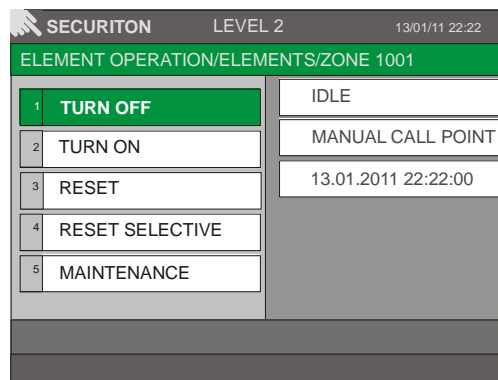 SECURITON LEVEL 2 13/01/11 22:22
ELEMENT OPERATION/ELEMENTS/ZONE 1001
1 TURN OFF
2 TURN ON
3 RESET
4 RESET SELECTIVE
5 MAINTENANCE
IDLE
MANUAL CALL POINT
13.01.2011 22:22:00